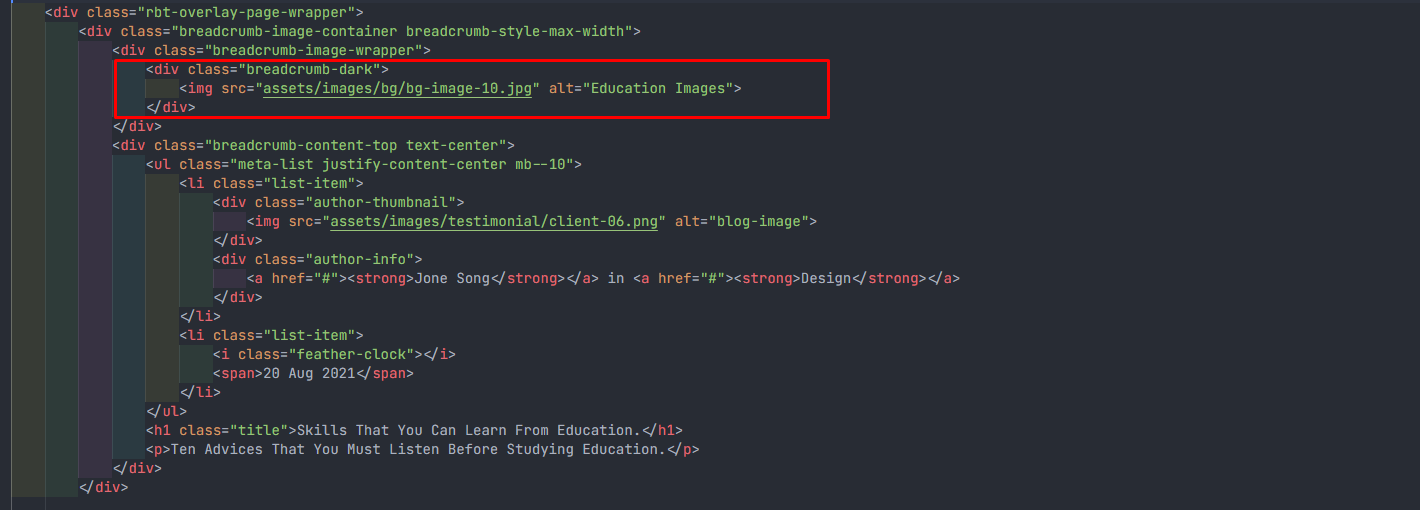 <div class="rbt-overlay-page-wrapper">
<div class="breadcrumb-image-container breadcrumb-style-max-width">
<div class="breadcrumb-image-wrapper">
<div class="breadcrumb-dark">
<img src="assets/images/bg/bg-image-10.jpg" alt="Education Images">
</div>
</div>
<div class="breadcrumb-content-top text-center">
<ul class="meta-list justify-content-center mb--10">
<li class="list-item">
<div class="author-thumbnail">
<img src="assets/images/testimonial/client-06.png" alt="blog-image">
</div>
<div class="author-info">
<a href="#"><strong>Jone Song</strong></a> in <a href="#"><strong>Design</strong></a>
</div>
</li>
<li class="list-item">
<i class="feather-clock"></i>
<span>20 Aug 2021</span>
</li>
</ul>
<h1 class="title">Skills That You Can Learn From Education.</h1>
<p>Ten Advices That You Must Listen Before Studying Education.</p>
</div>
</div>